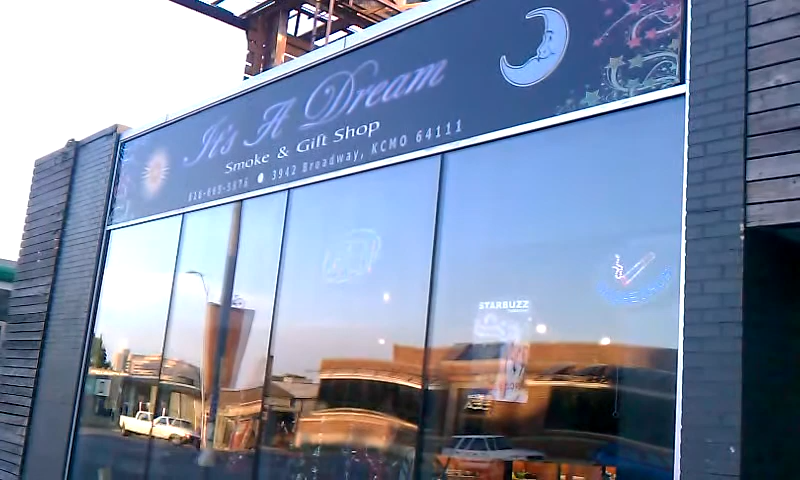 It's A Dream
Smoke & Gift Shop
3942 Broadway, KCMO 64111
STARBUZZ